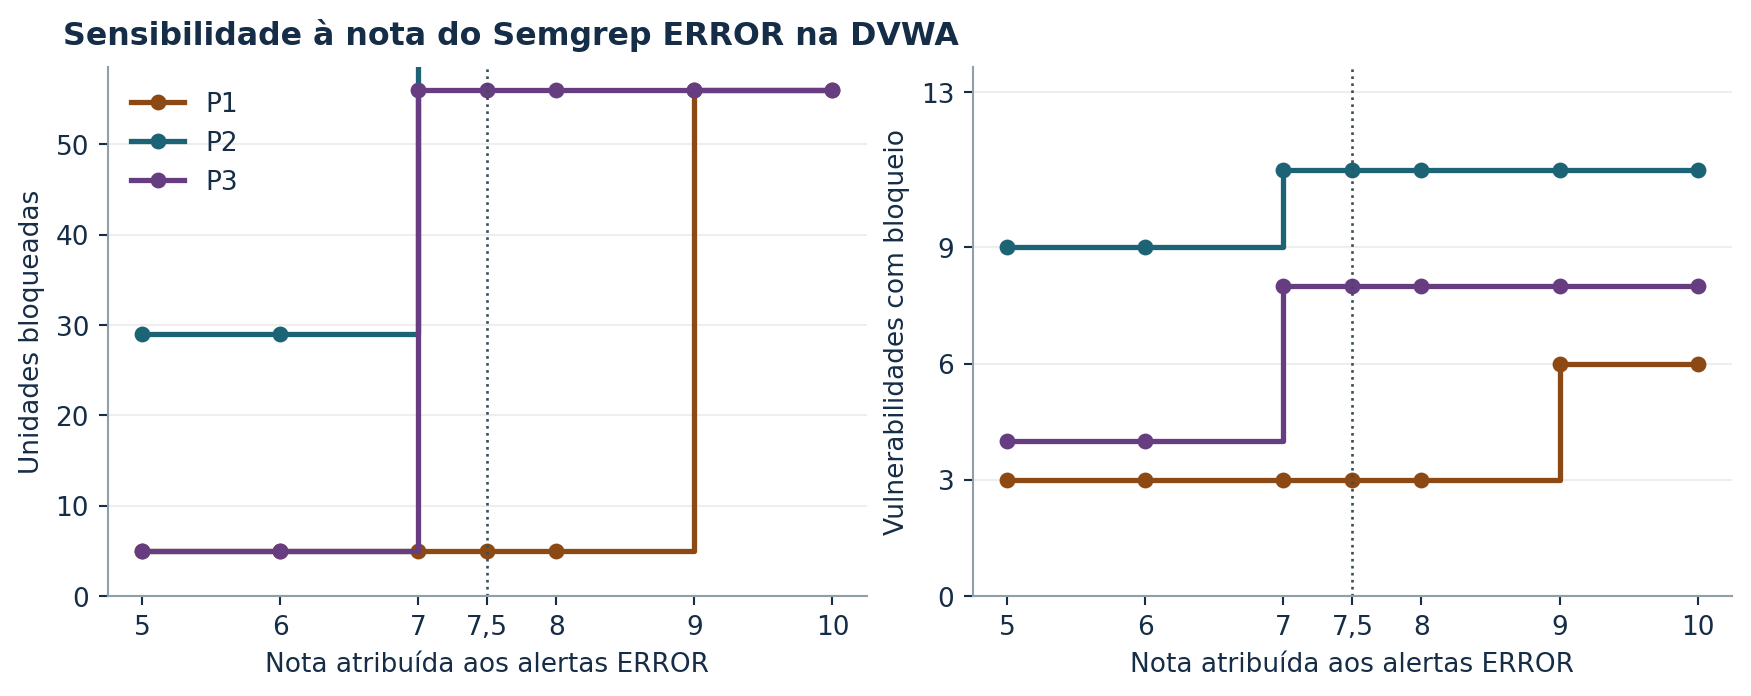 Sensibilidade à nota do Semgrep ERROR na DVWA
P1
P2
P3
Unidades bloqueadas
50
40
30
20
10
0
5 6 7 7,5 8 9 10
Nota atribuída aos alertas ERROR
Vulnerabilidades com bloqueio
13
9
6
3
0
5 6 7 7,5 8 9 10
Nota atribuída aos alertas ERROR